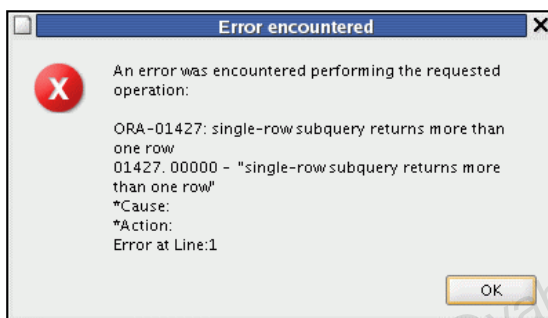 Error encountered
An error was encountered performing the requested
operation:
ORA-01427: single-row subquery returns more than
one row
01427. 00000 - "single-row subquery returns more
than one row"
*Cause:
*Action:
Error at Line:1
OK